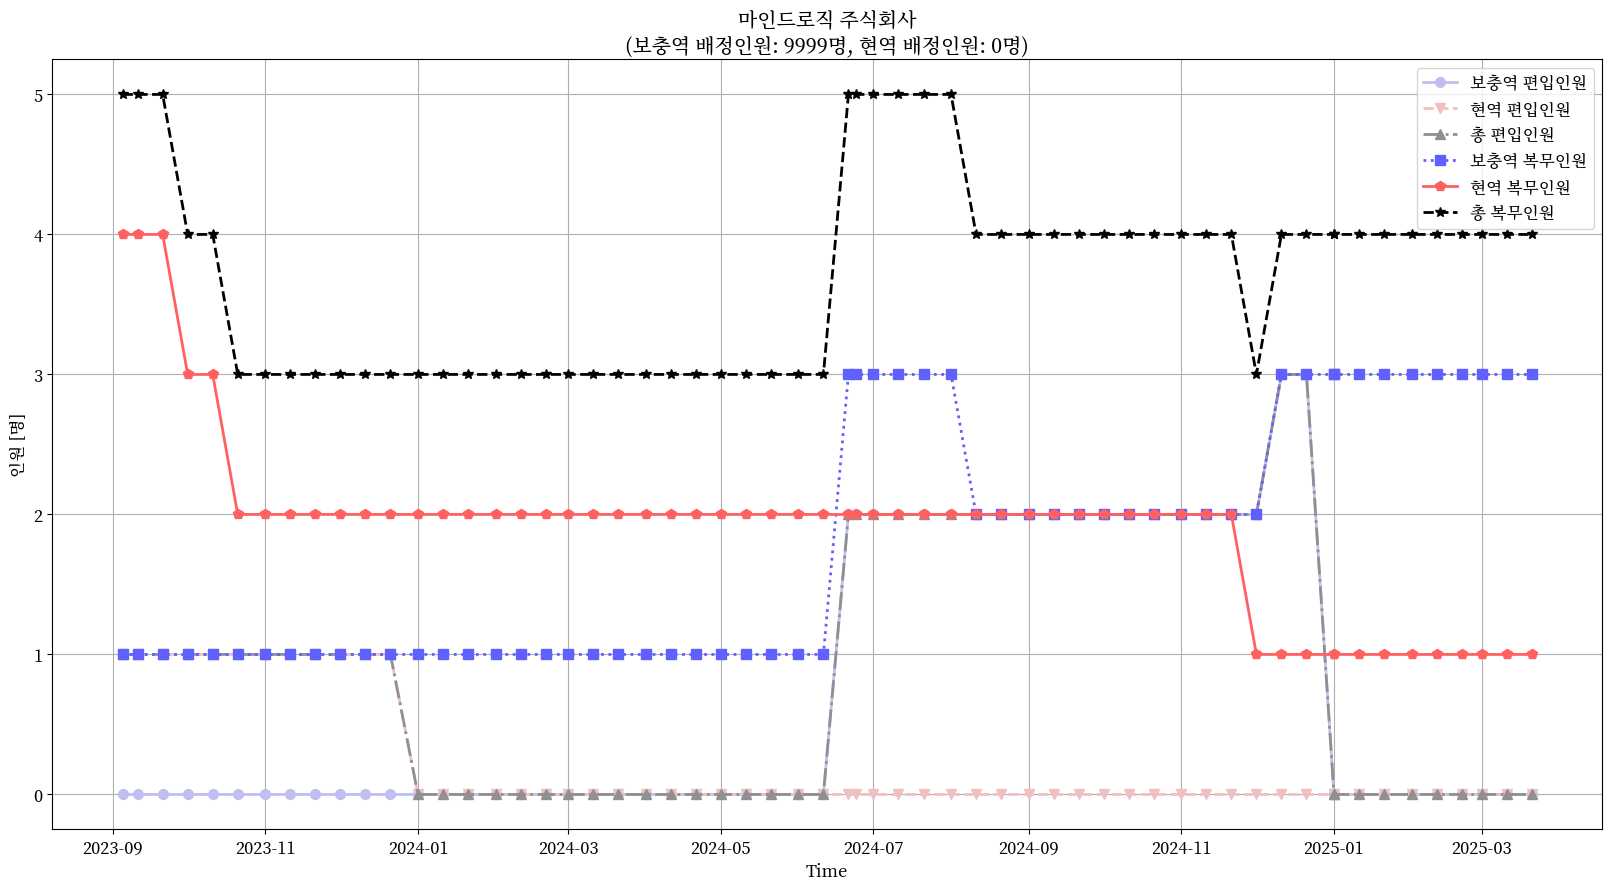 마인드로직 주식회사
(보충역 배정인원: 9999명, 현역 배정인원: 0명)
보충역 편입인원
현역 편입인원
총 편입인원
보충역 복무인원
현역 복무인원
총 복무인원
인원 [명]
5
4
3
2
1
0
2023-09
2023-11
2024-01
2024-03
2024-05
2024-07
2024-09
2024-11
2025-01
2025-03
Time